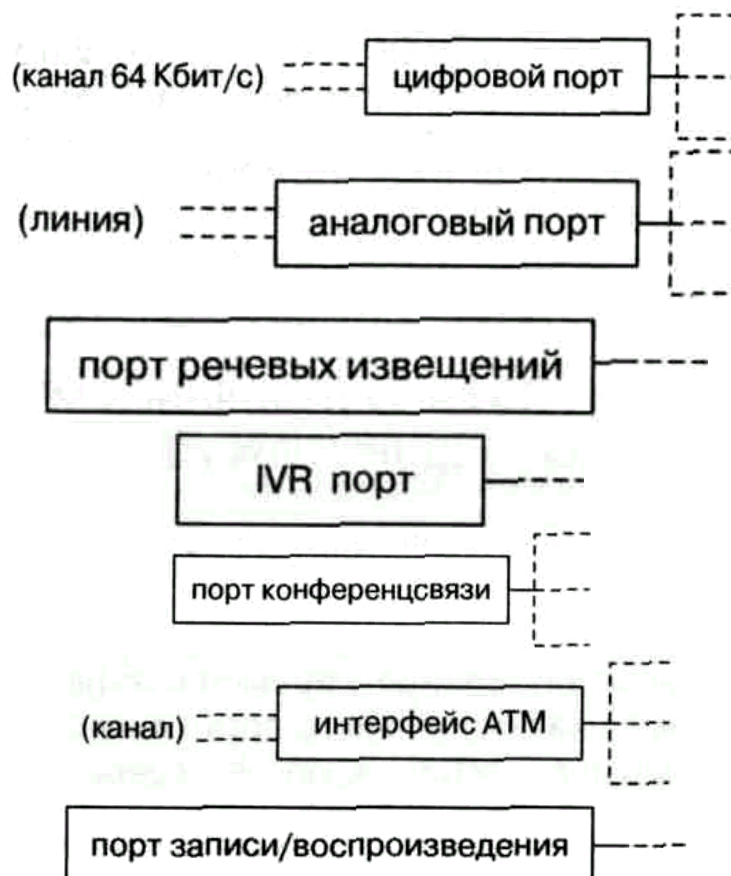 (канал 64 Кбит/с) цифровой порт
(линия) аналоговый порт
порт речевых извещений
IVR порт
порт конференцсвязи
(канал) интерфейс ATM
порт записи/воспроизведения